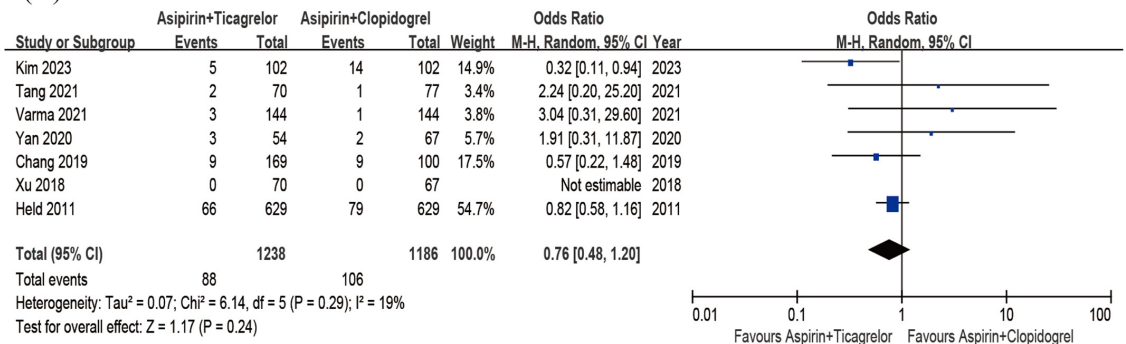 Asipirin+Ticagrelor Asipirin+Clopidogrel Odds Ratio Odds Ratio
Study or Subgroup Events Total Events Total Weight M-H, Random, 95% CI Year M-H, Random, 95% CI
Kim 2023 5 102 14 102 14.9% 0.32 [0.11, 0.94] 2023
Tang 2021 2 70 1 77 3.4% 2.24 [0.20, 25.20] 2021
Varma 2021 3 144 1 144 3.8% 3.04 [0.31, 29.60] 2021
Yan 2020 3 54 2 67 5.7% 1.91 [0.31, 11.87] 2020
Chang 2019 9 169 9 100 17.5% 0.57 [0.22, 1.48] 2019
Xu 2018 0 70 0 67 Not estimable 2018
Held 2011 66 629 79 629 54.7% 0.82 [0.58, 1.16] 2011
Total (95% CI) 1238 1186 100.0% 0.76 [0.48, 1.20]
Total events 88 106
Heterogeneity: Tau² = 0.07; Chi² = 6.14, df = 5 (P = 0.29); I² = 19%
Test for overall effect: Z = 1.17 (P = 0.24)
0.01 0.1 1 10 100
Favours Aspirin+Ticagrelor Favours Aspirin+Clopidogrel